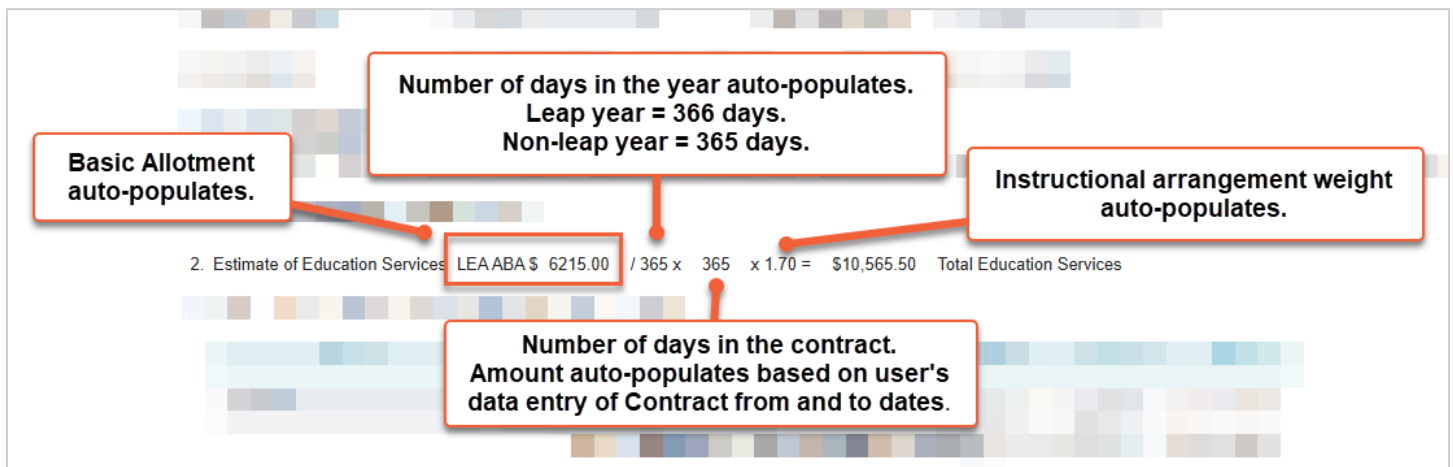 Number of days in the year auto-populates.
Leap year = 366 days.
Non-leap year = 365 days.
Basic Allotment
auto-populates.
Instructional arrangement weight
auto-populates.
2. Estimate of Education Services LEA ABA $ 6215.00 / 365 x 365 x 1.70 = $10,565.50 Total Education Services
Number of days in the contract.
Amount auto-populates based on user's
data entry of Contract from and to dates.